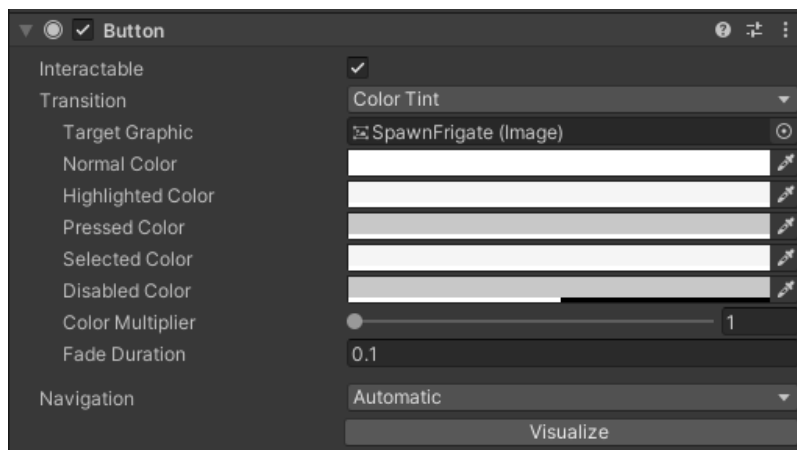 Button
Interactable
Transition Color Tint
Target Graphic SpawnFrigate (Image)
Normal Color
Highlighted Color
Pressed Color
Selected Color
Disabled Color
Color Multiplier 1
Fade Duration 0.1
Navigation Automatic
Visualize